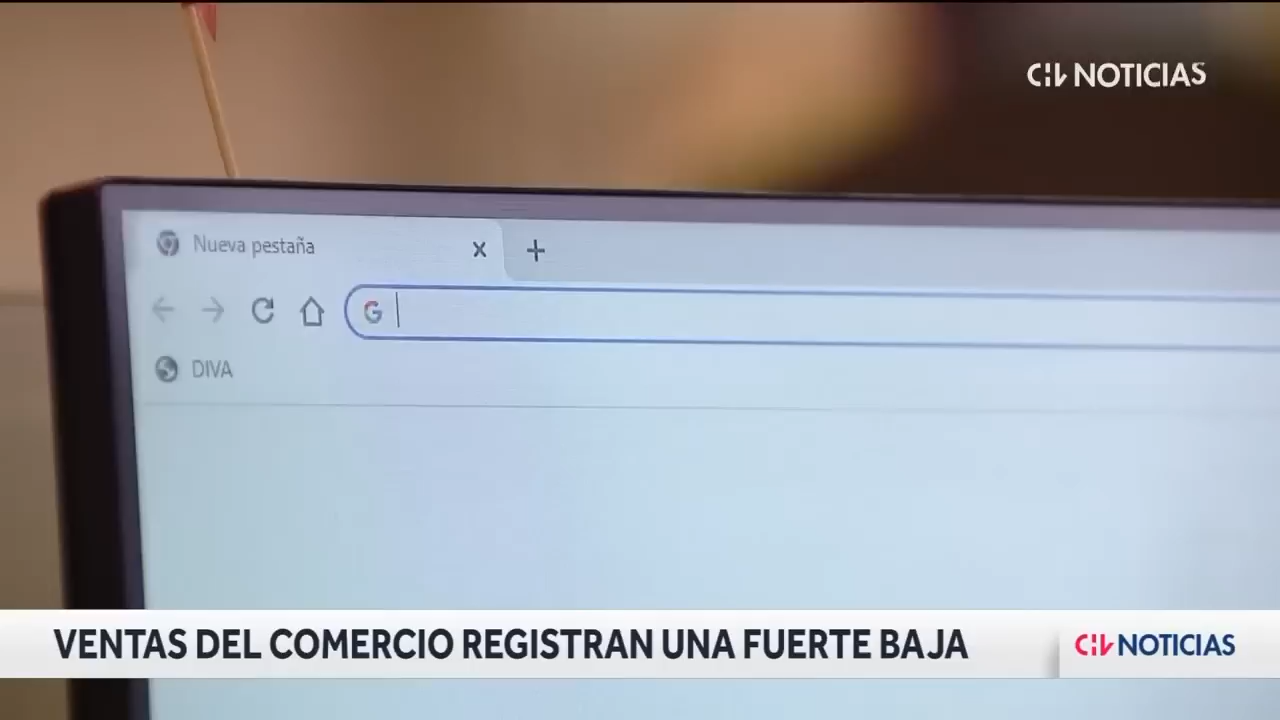 CHV NOTICIAS
Nueva pestaña
DIVA
VENTAS DEL COMERCIO REGISTRAN UNA FUERTE BAJA
CHV NOTICIAS